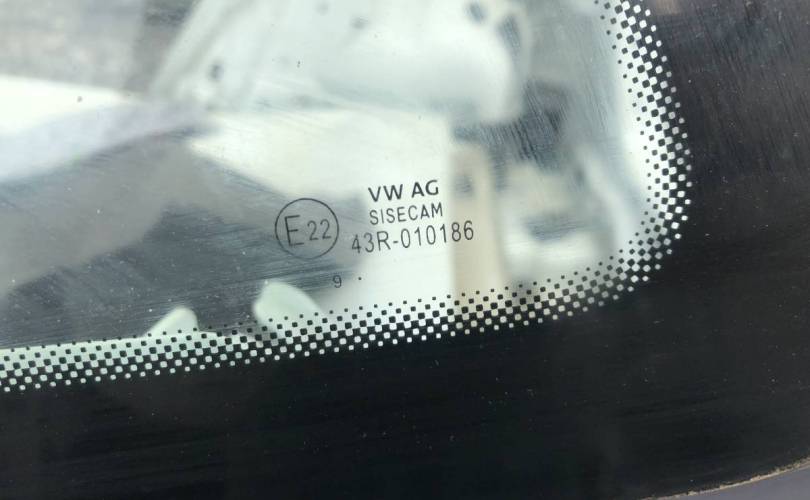 VW AG
SISECAM
E22 43R-010186
9 .